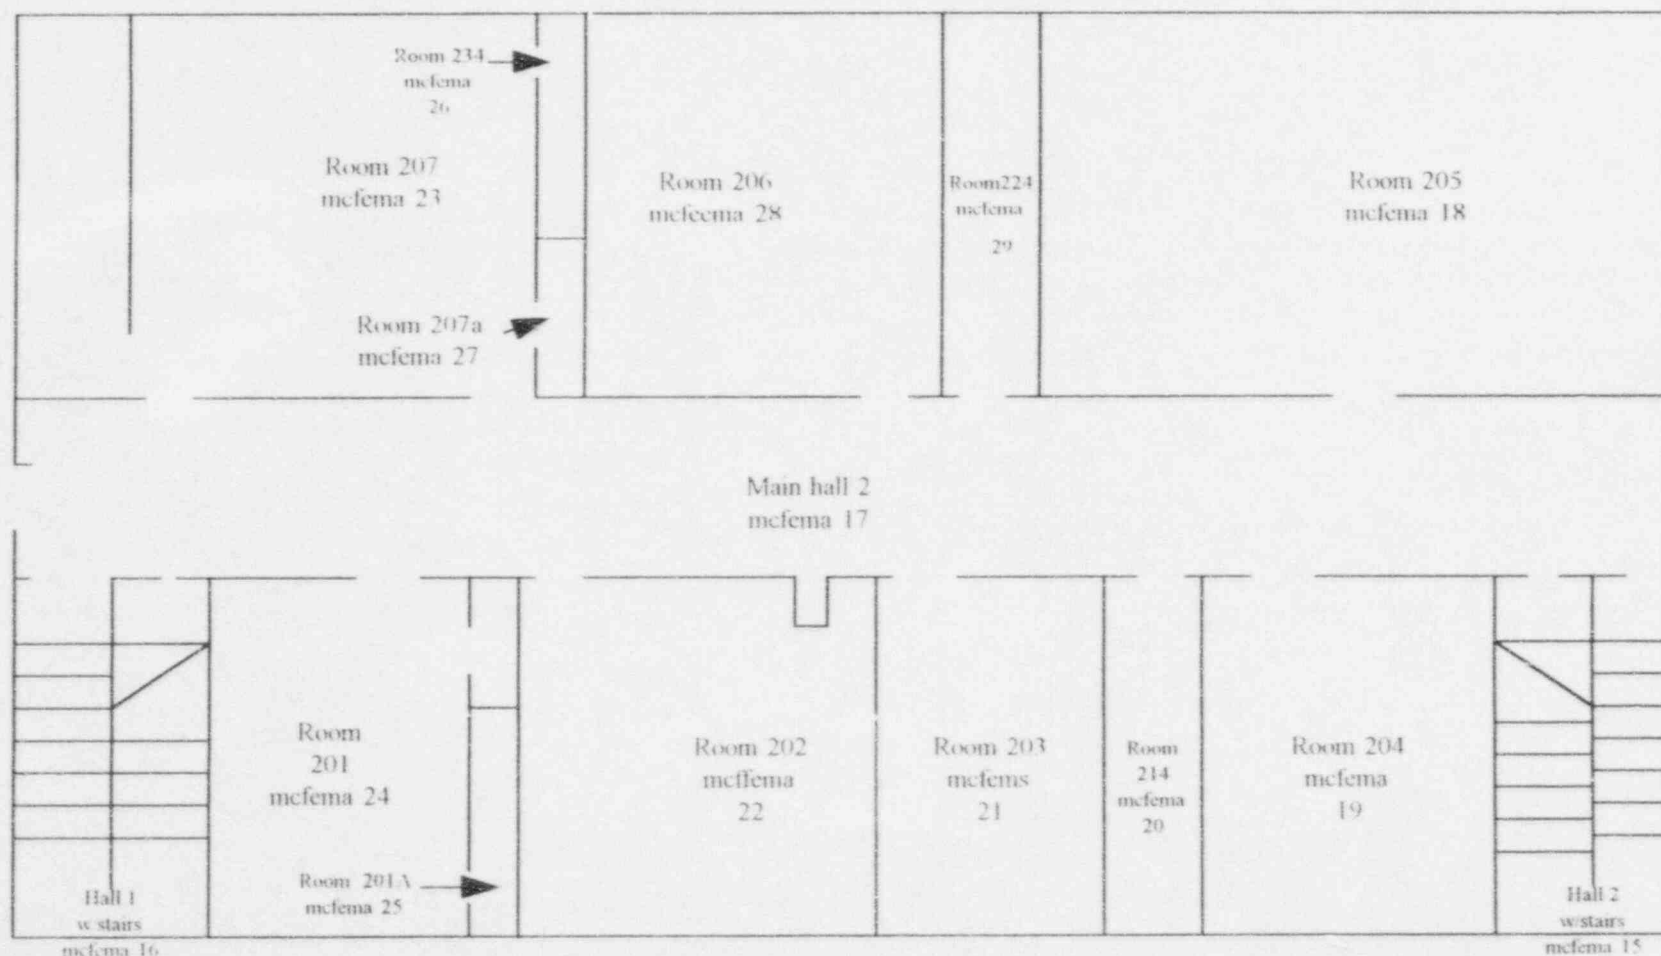 Room 234
mcfema
26
Room 207
mcfema 23
Room 206
mcfecma 28
Room224
mcfema
29
Room 205
mcfema 18
Room 207a
mcfema 27
Main hall 2
mcfema 17
Room
201
mcfema 24
Room 202
mcffema
22
Room 203
mcfems
21
Room
214
mcfema
20
Room 204
mcfema
19
Room 201A
mcfema 25
Hall 1
w stairs
mcfema 16
Hall 2
w/stairs
mcfema 15